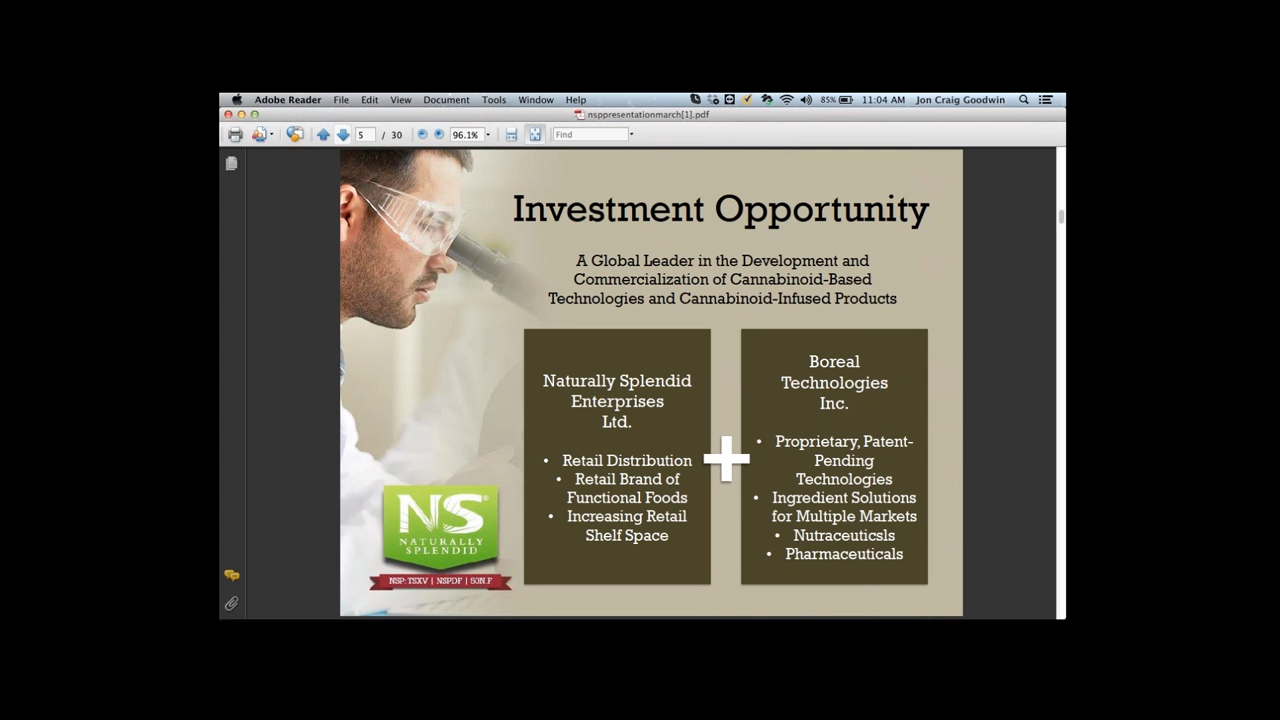 Adobe Reader File Edit View Document Tools Window Help 85% 11:04 AM Jon Craig Goodwin
nsppresentationmarch[1].pdf
5 / 30 96.1% Find
Investment Opportunity
A Global Leader in the Development and
Commercialization of Cannabinoid-Based
Technologies and Cannabinoid-Infused Products
Naturally Splendid
Enterprises
Ltd.
• Retail Distribution
• Retail Brand of
Functional Foods
• Increasing Retail
Shelf Space
Boreal
Technologies
Inc.
• Proprietary, Patent-
Pending
Technologies
• Ingredient Solutions
for Multiple Markets
• Nutraceuticsls
• Pharmaceuticals
NS
NATURALLY
SPLENDID
NSP: TSXV | NSPDF | 50N.F